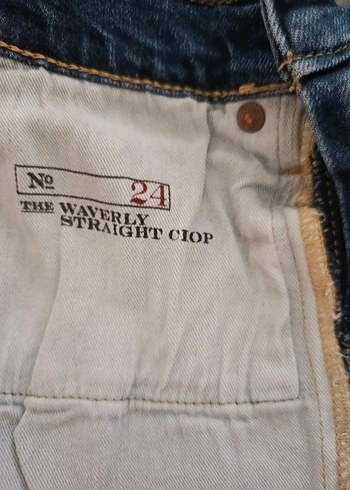 No 24
THE WAVERLY
STRAIGHT CIOP